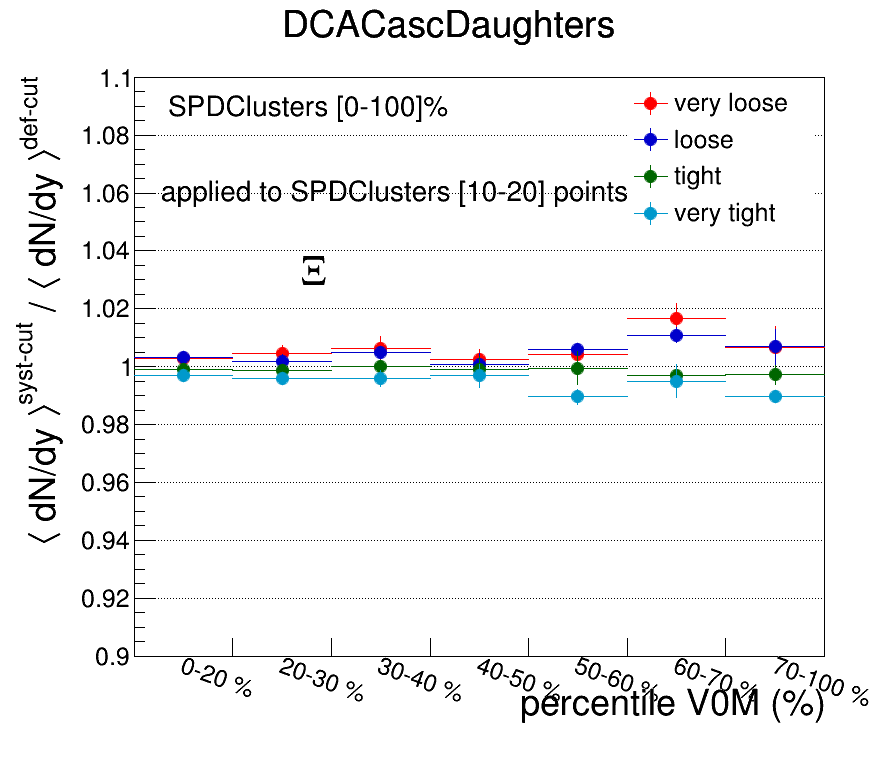 DCACascDaughters
⟨ dN/dy ⟩^syst-cut / ⟨ dN/dy ⟩^def-cut
1.1
1.08
1.06
1.04
1.02
1
0.98
0.96
0.94
0.92
0.9
SPDClusters [0-100]%
applied to SPDClusters [10-20] points
Ξ
very loose
loose
tight
very tight
0-20 %
20-30 %
30-40 %
40-50 %
50-60 %
60-70 %
70-100 %
percentile V0M (%)